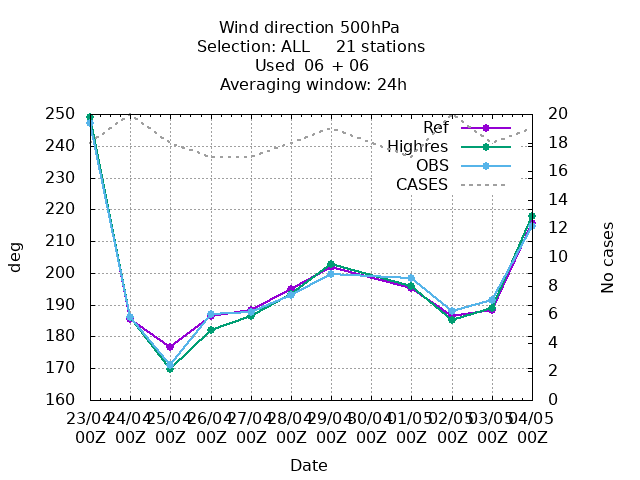 Wind direction 500hPa
Selection: ALL 21 stations
Used 06 + 06
Averaging window: 24h
250 240 230 220 210 200 190 180 170 160
deg
20 18 16 14 12 10 8 6 4 2 0
No cases
Ref
Highres
OBS
CASES
23/04 24/04 25/04 26/04 27/04 28/04 29/04 30/04 01/05 02/05 03/05 04/05
00Z 00Z 00Z 00Z 00Z 00Z 00Z 00Z 00Z 00Z 00Z 00Z
Date